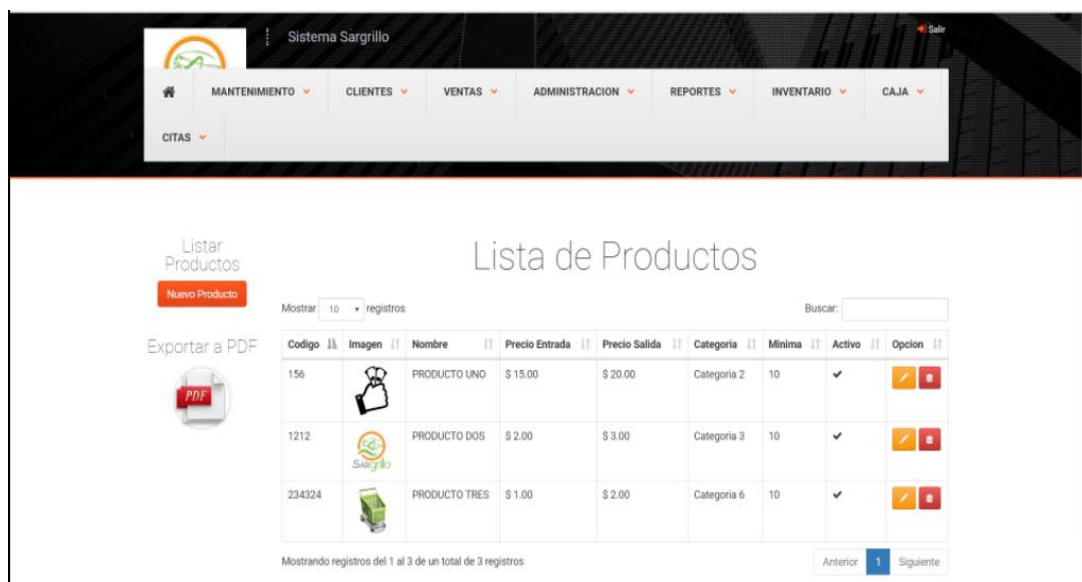 Sistema Sargrillo
Salir
MANTENIMIENTO CLIENTES VENTAS ADMINISTRACION REPORTES INVENTARIO CAJA
CITAS
Listar
Productos
Nuevo Producto
Exportar a PDF
PDF
Lista de Productos
Mostrar 10 registros Buscar:
Codigo Imagen Nombre Precio Entrada Precio Salida Categoria Minima Activo Opcion
156 PRODUCTO UNO $ 15.00 $ 20.00 Categoria 2 10
1212 Sargrillo PRODUCTO DOS $ 2.00 $ 3.00 Categoria 3 10
234324 PRODUCTO TRES $ 1.00 $ 2.00 Categoria 6 10
Mostrando registros del 1 al 3 de un total de 3 registros
Anterior 1 Siguiente